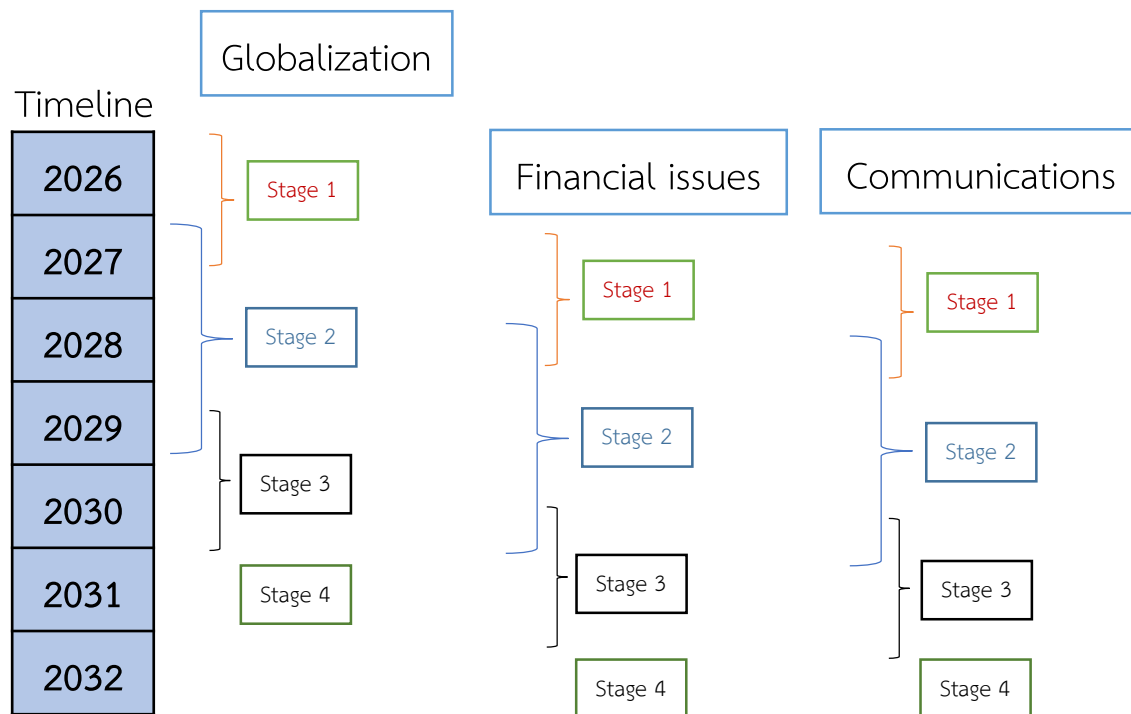 Globalization
Timeline
2026
2027
2028
2029
2030
2031
2032
Stage 1
Stage 2
Stage 3
Stage 4
Financial issues
Stage 1
Stage 2
Stage 3
Stage 4
Communications
Stage 1
Stage 2
Stage 3
Stage 4